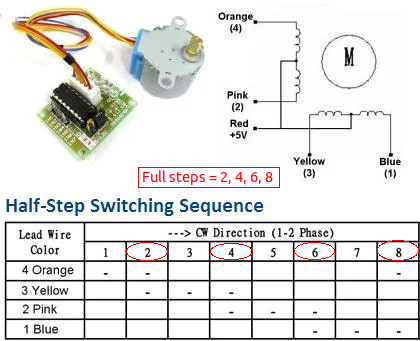 Orange
(4)
M
Pink
(2)
Red
+5V
Yellow
(3)
Blue
(1)
Full steps = 2, 4, 6, 8
Half-Step Switching Sequence
Lead Wire Color ---> CW Direction (1-2 Phase)
1 2 3 4 5 6 7 8
4 Orange - - -
3 Yellow - - -
2 Pink - - -
1 Blue - - -